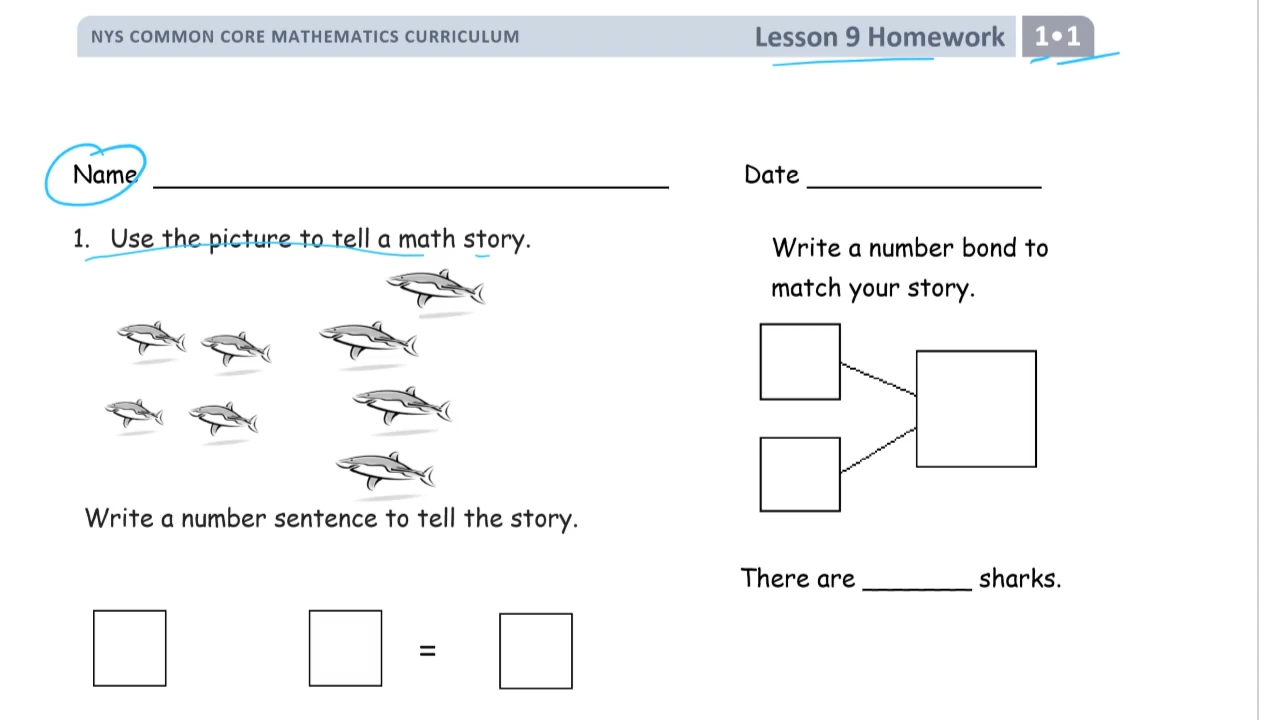 NYS COMMON CORE MATHEMATICS CURRICULUM
Lesson 9 Homework 1•1
Name
Date
1. Use the picture to tell a math story.
Write a number sentence to tell the story.
=
Write a number bond to
match your story.
There are _______ sharks.